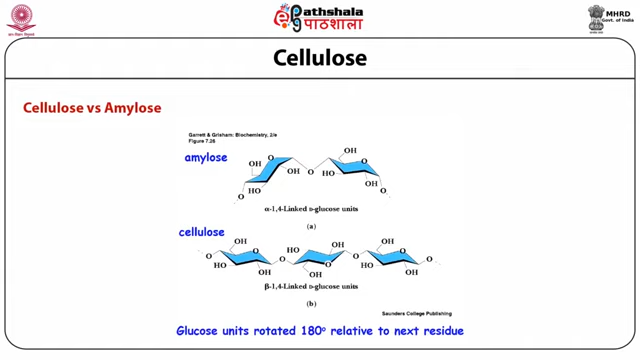 Pathshala
पाठशाला
MHRD
Govt. of India
Cellulose
Cellulose vs Amylose
Garrett & Grisham: Biochemistry, 2/e
Figure 7.26
amylose
OH
O
OH
HO
O
O
OH
O
HO
OH
O
α-1,4-Linked D-glucose units
(a)
cellulose
O
OH
O
HO
OH
O
HO
OH
O
OH
O
OH
O
HO
OH
O
β-1,4-Linked D-glucose units
(b)
Saunders College Publishing
Glucose units rotated 180° relative to next residue